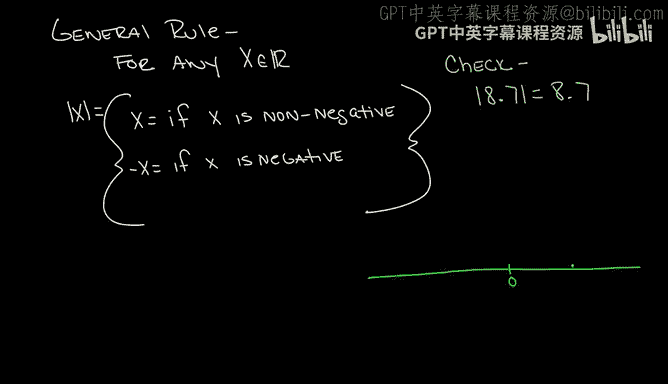 GPT中英字幕课程资源@bilibili
GPT中英字幕课程资源 bilibili
GENERAL RULE-
FOR ANY X∈ℝ
CHECK-
|8.7|=8.7
|x|=
X= if x is NON-Negative
-X= if x is Negative
0